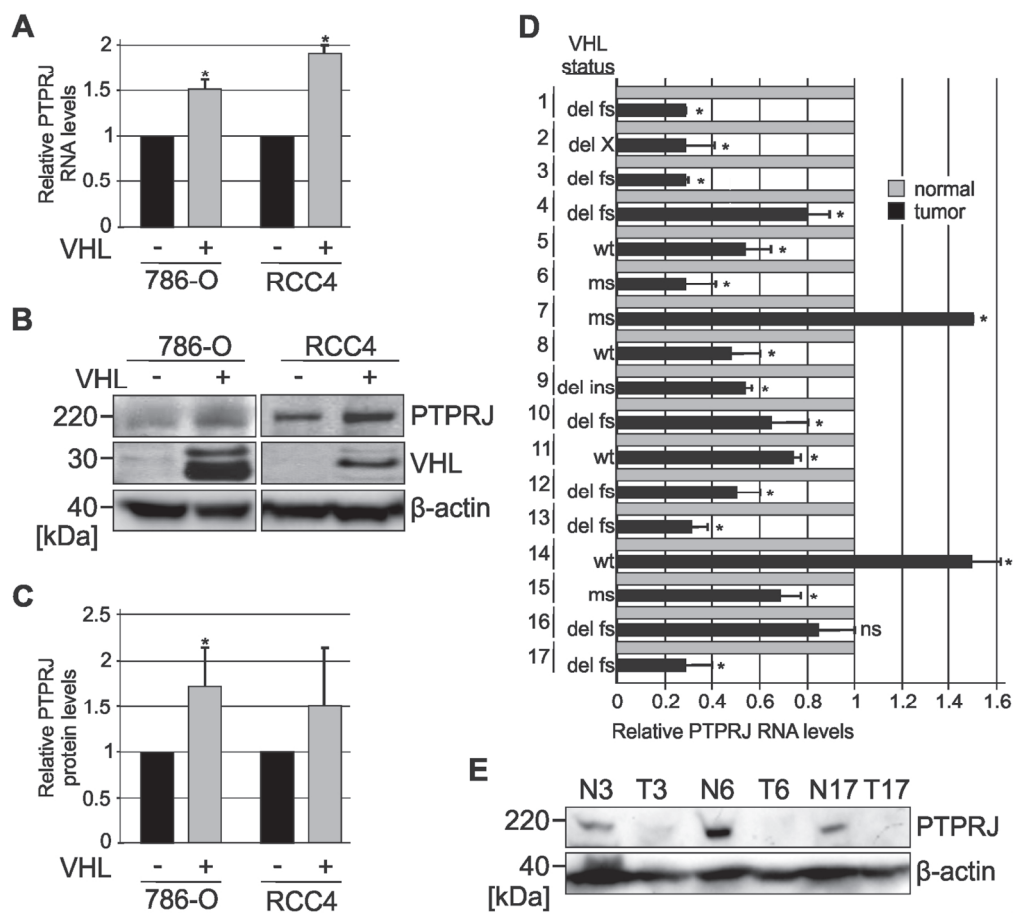 A
Relative PTPRJ
RNA levels
2
1.5
1
0.5
0
*
*
VHL - + - +
786-O RCC4
B
786-O RCC4
VHL - + - +
220 PTPRJ
30 VHL
40 β-actin
[kDa]
C
Relative PTPRJ
protein levels
2.5
2
1.5
1
0.5
0
*
VHL - + - +
786-O RCC4
D
VHL
status
1 del fs *
2 del X *
3 del fs *
4 del fs *
5 wt *
6 ms *
7 ms *
8 wt *
9 del ins *
10 del fs *
11 wt *
12 del fs *
13 del fs *
14 wt *
15 ms *
16 del fs ns
17 del fs *
normal
tumor
0 0.2 0.4 0.6 0.8 1 1.2 1.4 1.6
Relative PTPRJ RNA levels
E
N3 T3 N6 T6 N17 T17
220 PTPRJ
40 β-actin
[kDa]